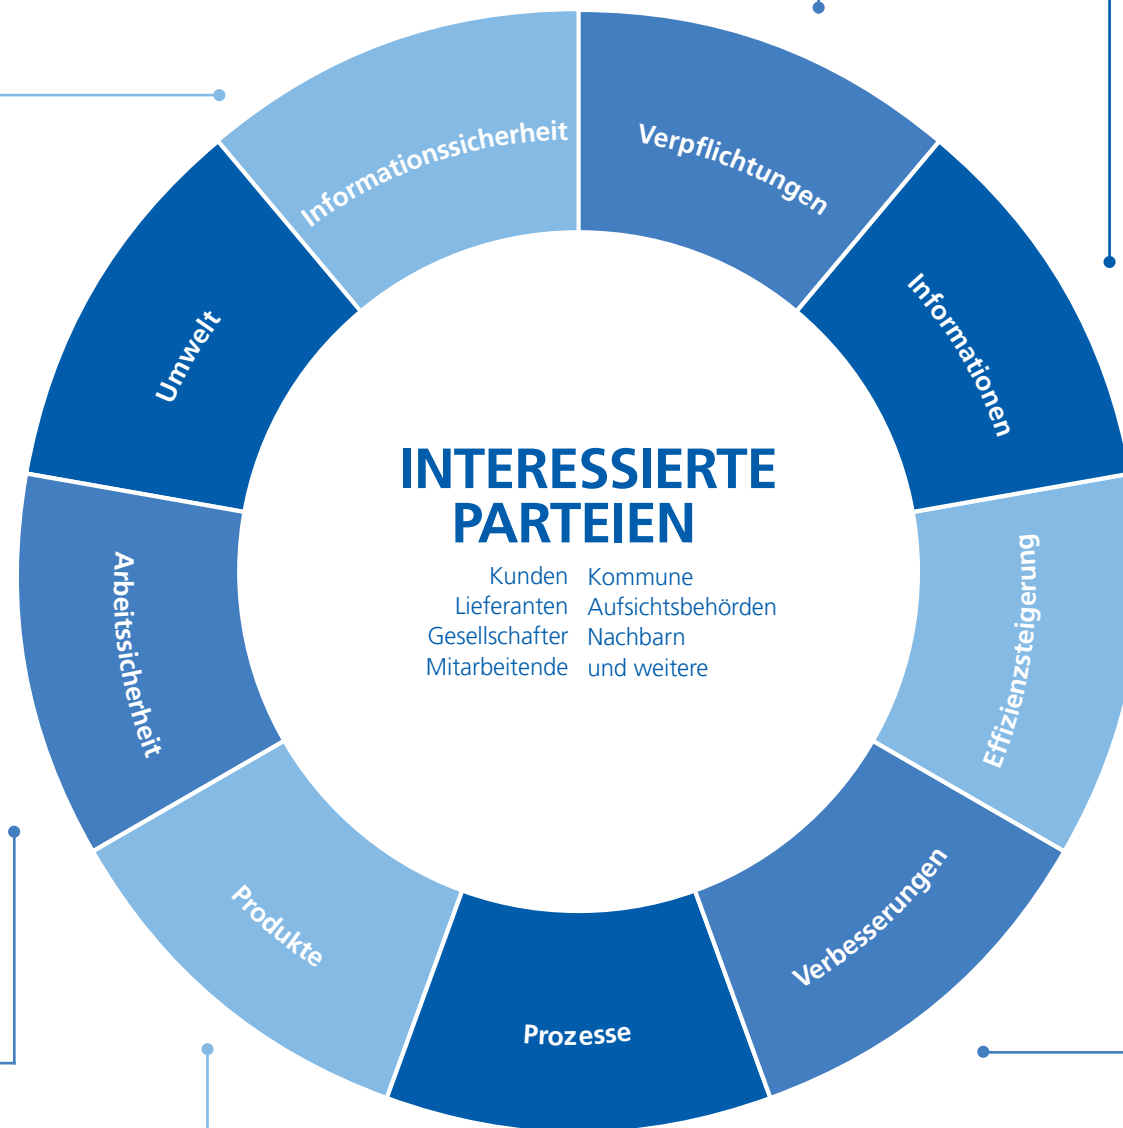 Informationssicherheit
Verpflichtungen
Informationen
Effizienzsteigerung
Verbesserungen
Prozesse
Produkte
Arbeitssicherheit
Umwelt
INTERESSIERTE
PARTEIEN
Kunden Kommune
Lieferanten Aufsichtsbehörden
Gesellschafter Nachbarn
Mitarbeitende und weitere